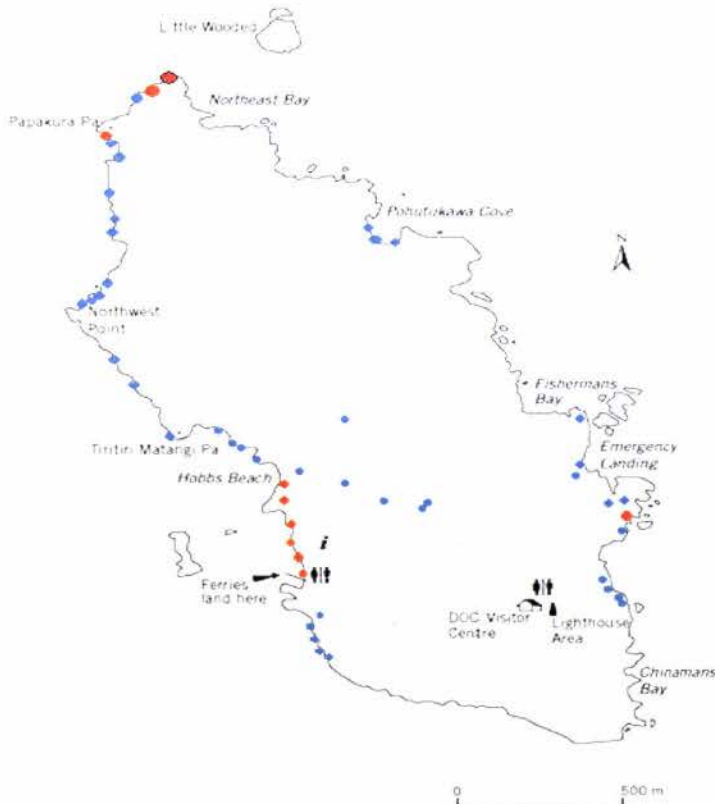 Little Wooded
Northeast Bay
Papakura Pa
Pohutukawa Cove
N
Northwest
Point
Fishermans
Bay
Tiritiri Matangi Pa
Emergency
Landing
Hobbs Beach
i
Ferries
land here
DOC Visitor
Centre
Lighthouse
Area
Chinamans
Bay
0 500 m